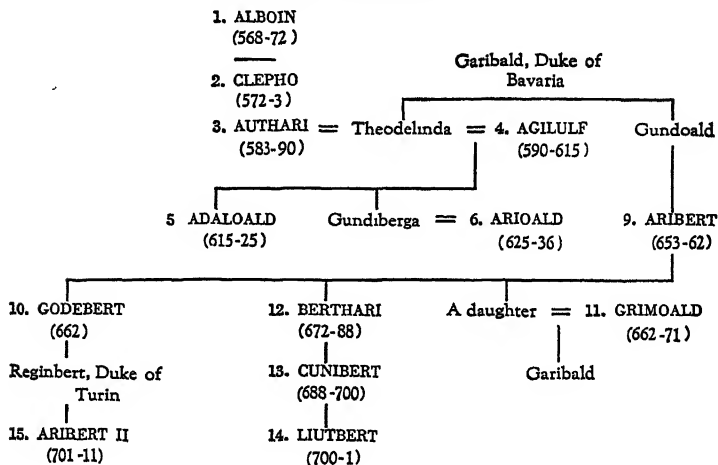 1. ALBOIN
(568-72)
2. CLEPHO
(572-3)
Garibald, Duke of
Bavaria
3. AUTHARI = Theodelinda = 4. AGILULF Gundoald
(583-90) (590-615)
5 ADALOALD Gundiberga = 6. ARIOALD 9. ARIBERT
(615-25) (625-36) (653-62)
10. GODEBERT 12. BERTHARI A daughter = 11. GRIMOALD
(662) (672-88) (662-71)
Reginbert, Duke of 13. CUNIBERT Garibald
Turin (688-700)
15. ARIBERT II 14. LIUTBERT
(701-11) (700-1)